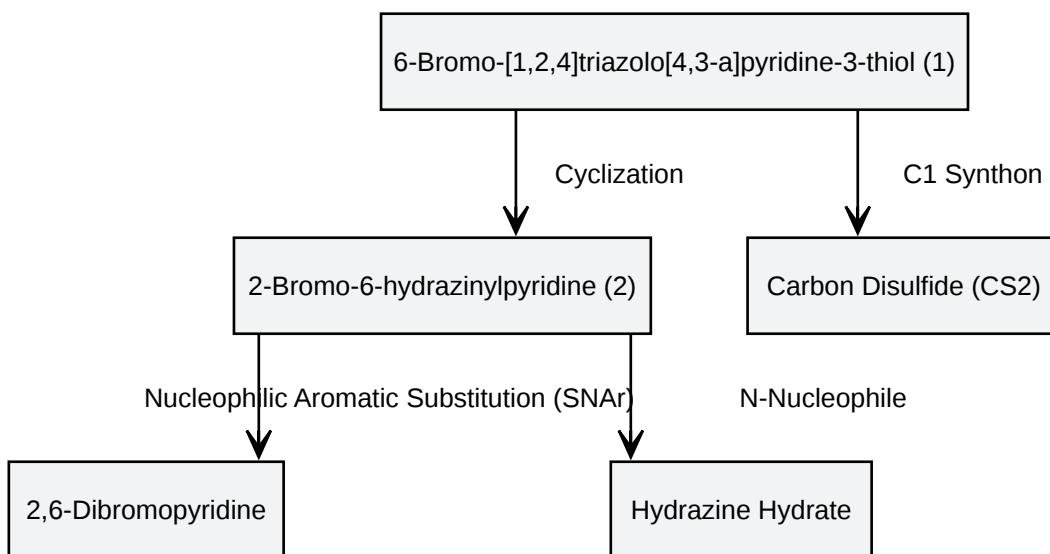 6-Bromo-[1,2,4]triazolo[4,3-a]pyridine-3-thiol (1)
Cyclization
C1 Synthon
2-Bromo-6-hydrazinylpyridine (2)
Carbon Disulfide (CS2)
Nucleophilic Aromatic Substitution (SNAr)
N-Nucleophile
2,6-Dibromopyridine
Hydrazine Hydrate